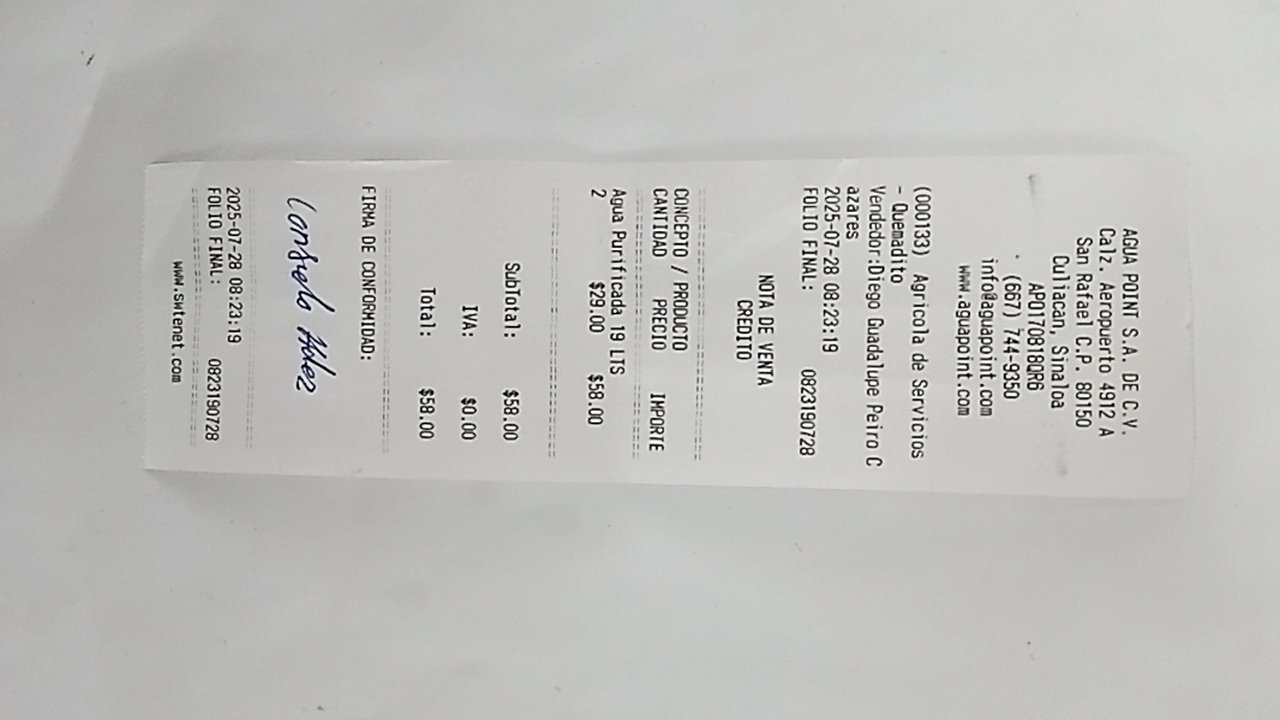 AGUA POINT S.A. DE C.V.
Calz. Aeropuerto 4912 A
San Rafael C.P. 80150
Culiacan, Sinaloa
APO170818QR6
(667) 744-9350
info@aguapoint.com
www.aguapoint.com
(000133) Agricola de Servicios
- Quemadito
Vendedor:Diego Guadalupe Peiro C
azares
2025-07-28 08:23:19
FOLIO FINAL: 0823190728
NOTA DE VENTA
CREDITO
CONCEPTO / PRODUCTO
CANTIDAD PRECIO IMPORTE
Agua Purificada 19 LTS
2 $29.00 $58.00
SubTotal: $58.00
IVA: $0.00
Total: $58.00
FIRMA DE CONFORMIDAD:
Consuelo Hdez
2025-07-28 08:23:19
FOLIO FINAL: 0823190728
www.swtenet.com